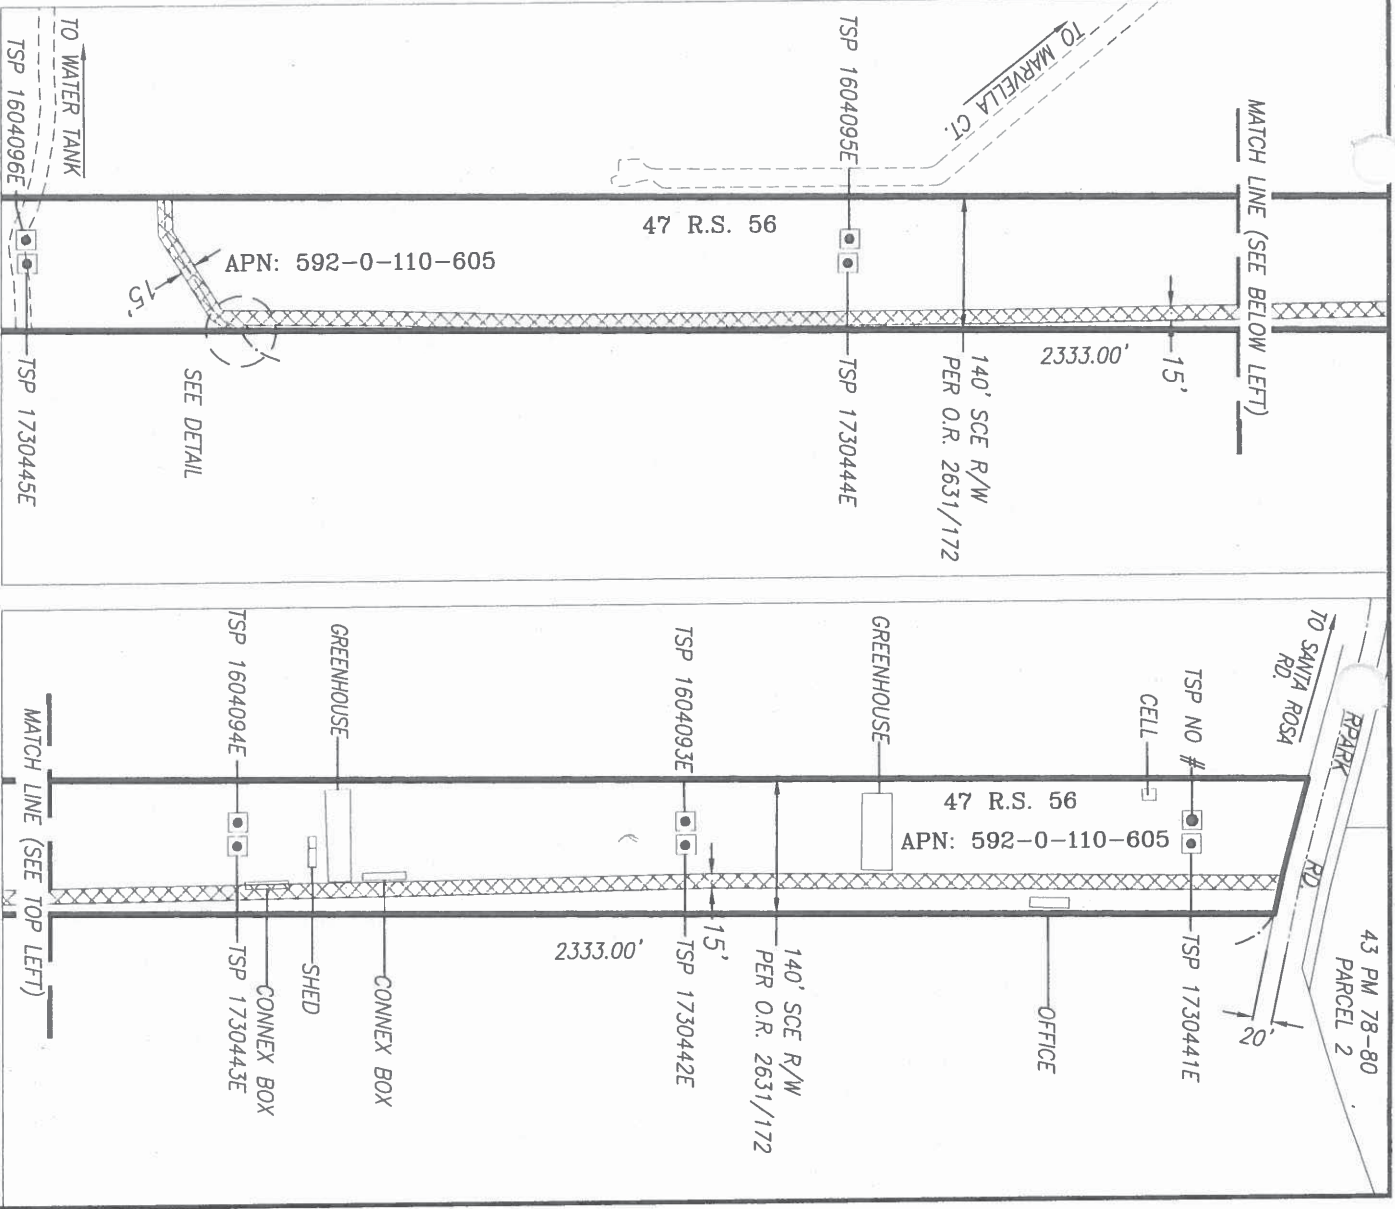 TO WATER TANK
TSP 1604096E
TSP 1604095E
TO MARVELLA CT.
MATCH LINE (SEE BELOW LEFT)
47 R.S. 56
APN: 592-0-110-605
15'
SEE DETAIL
TSP 1730445E
TSP 1730444E
140' SCE R/W
PER O.R. 2631/172
2333.00'
15'
TO SANTA ROSA
RD.
RPARK
RD.
43 PM 78-80
PARCEL 2
20'
TSP 1604094E
GREENHOUSE
TSP 1604093E
GREENHOUSE
CELL
TSP NO #
47 R.S. 56
APN: 592-0-110-605
MATCH LINE (SEE TOP LEFT)
TSP 1730443E
CONNEX BOX
SHED
CONNEX BOX
2333.00'
15'
TSP 1730442E
140' SCE R/W
PER O.R. 2631/172
OFFICE
TSP 1730441E